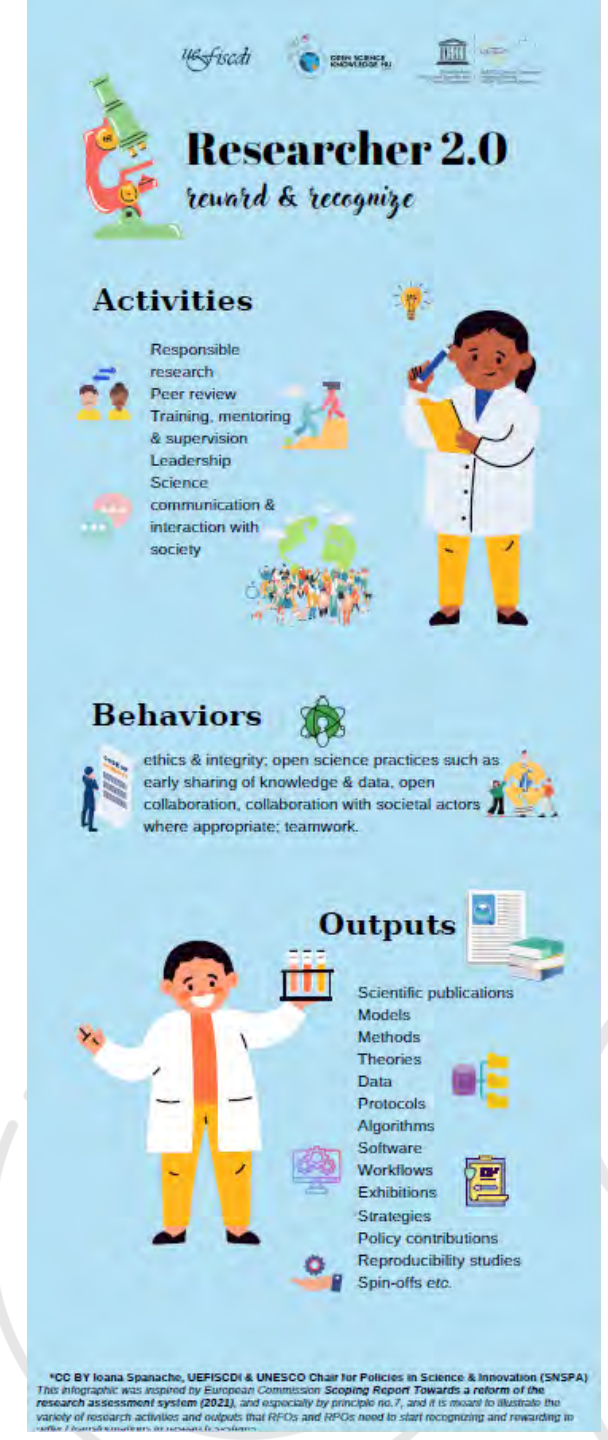 uefiscdi
OPEN SCIENCE
KNOWLEDGE HU
Researcher 2.0
reward & recognize
Activities
Responsible
research
Peer review
Training, mentoring
& supervision
Leadership
Science
communication &
interaction with
society
Behaviors
ethics & integrity; open science practices such as
early sharing of knowledge & data, open
collaboration, collaboration with societal actors
where appropriate; teamwork.
Outputs
Scientific publications
Models
Methods
Theories
Data
Protocols
Algorithms
Software
Workflows
Exhibitions
Strategies
Policy contributions
Reproducibility studies
Spin-offs etc.
*CC BY Ioana Spanache, UEFISCDI & UNESCO Chair for Policies in Science & Innovation (SNSPA)
This infographic was inspired by European Commission Scoping Report Towards a reform of the
research assessment system (2021), and especially by principle no.7, and it is meant to illustrate the
variety of research activities and outputs that RFOs and RPOs need to start recognizing and rewarding to